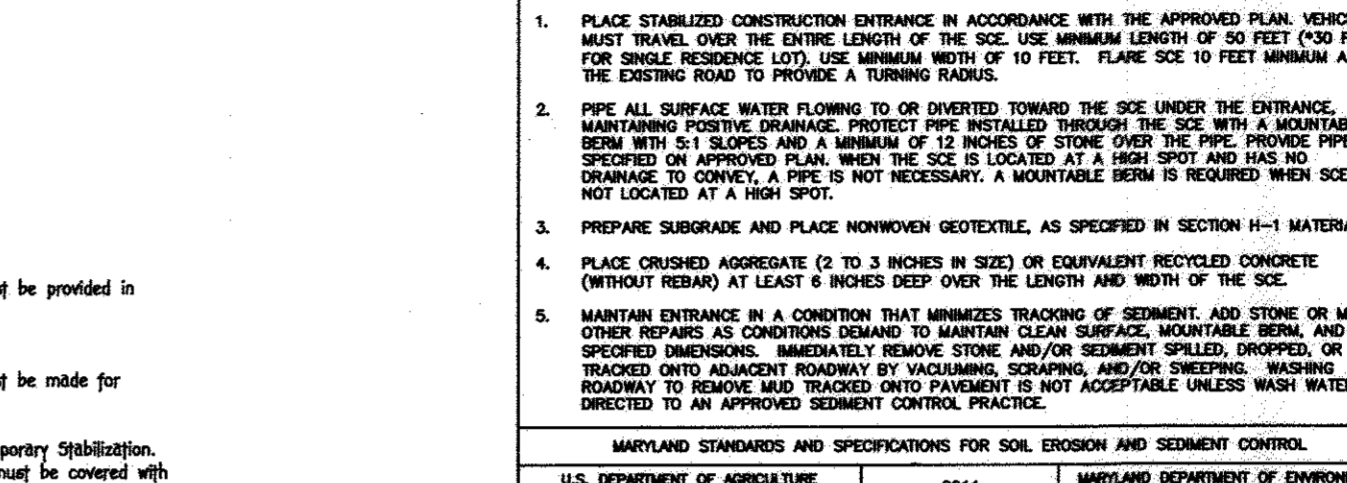 st be provided in
st be made for
porary Stabilization.
must be covered with
1. PLACE STABILIZED CONSTRUCTION ENTRANCE IN ACCORDANCE WITH THE APPROVED PLAN. VEHIC
MUST TRAVEL OVER THE ENTIRE LENGTH OF THE SCE. USE MINIMUM LENGTH OF 50 FEET (*30 F
FOR SINGLE RESIDENCE LOT). USE MINIMUM WIDTH OF 10 FEET. FLARE SCE 10 FEET MINIMUM A
THE EXISTING ROAD TO PROVIDE A TURNING RADIUS.
2. PIPE ALL SURFACE WATER FLOWING TO OR DIVERTED TOWARD THE SCE UNDER THE ENTRANCE,
MAINTAINING POSITIVE DRAINAGE. PROTECT PIPE INSTALLED THROUGH THE SCE WITH A MOUNTAB
BERM WITH 5:1 SLOPES AND A MINIMUM OF 12 INCHES OF STONE OVER THE PIPE. PROVIDE PIPE
SPECIFIED ON APPROVED PLAN. WHEN THE SCE IS LOCATED AT A HIGH SPOT AND HAS NO
DRAINAGE TO CONVEY, A PIPE IS NOT NECESSARY. A MOUNTABLE BERM IS REQUIRED WHEN SCE
NOT LOCATED AT A HIGH SPOT.
3. PREPARE SUBGRADE AND PLACE NONWOVEN GEOTEXTILE, AS SPECIFIED IN SECTION H-1 MATERIA
4. PLACE CRUSHED AGGREGATE (2 TO 3 INCHES IN SIZE) OR EQUIVALENT RECYCLED CONCRETE
(WITHOUT REBAR) AT LEAST 6 INCHES DEEP OVER THE LENGTH AND WIDTH OF THE SCE.
5. MAINTAIN ENTRANCE IN A CONDITION THAT MINIMIZES TRACKING OF SEDIMENT. ADD STONE OR M
OTHER REPAIRS AS CONDITIONS DEMAND TO MAINTAIN CLEAN SURFACE, MOUNTABLE BERM, AND
SPECIFIED DIMENSIONS. IMMEDIATELY REMOVE STONE AND/OR SEDIMENT SPILLED, DROPPED, OR
TRACKED ONTO ADJACENT ROADWAY BY VACUUMING, SCRAPING, AND/OR SWEEPING. WASHING
ROADWAY TO REMOVE MUD TRACKED ONTO PAVEMENT IS NOT ACCEPTABLE UNLESS WASH WATE
DIRECTED TO AN APPROVED SEDIMENT CONTROL PRACTICE.
MARYLAND STANDARDS AND SPECIFICATIONS FOR SOIL EROSION AND SEDIMENT CONTROL
U.S. DEPARTMENT OF AGRICULTURE 2011 MARYLAND DEPARTMENT OF ENVIRON